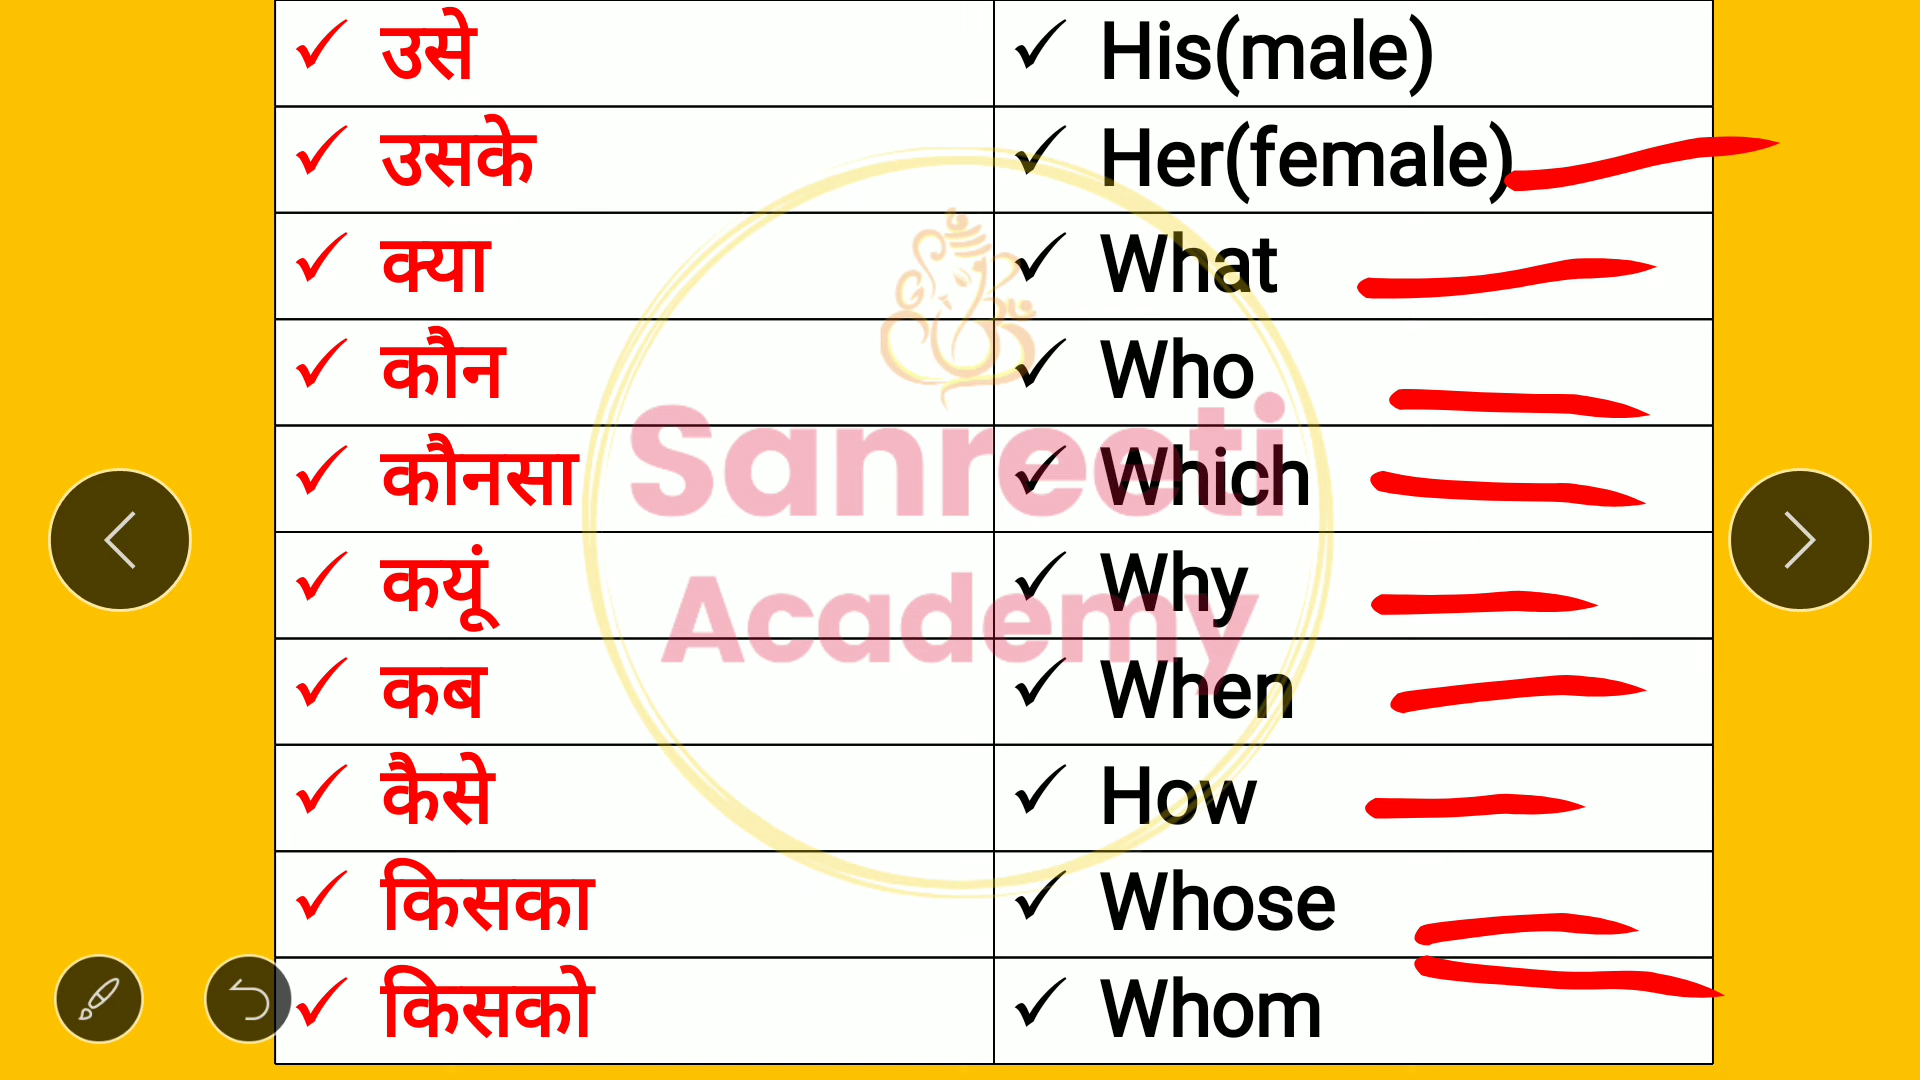 उसे His(male)
उसके Her(female)
क्या What
कौन Who
कौनसा Which
कयूं Why
कब When
कैसे How
किसका Whose
किसको Whom
Sanreeti
Academy